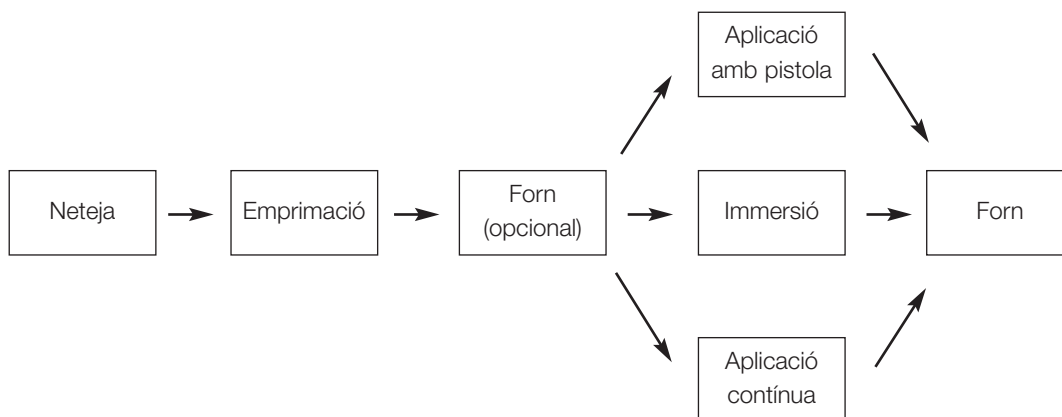 Neteja
Emprimació
Forn
(opcional)
Aplicació
amb pistola
Immersió
Aplicació
contínua
Forn